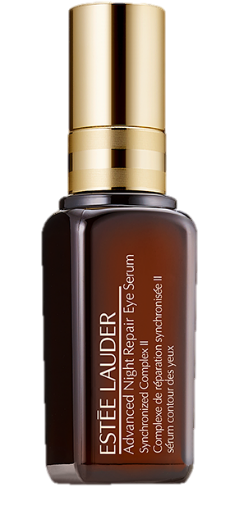 ESTĒE LAUDER
Advanced Night Repair Eye Serum
Synchronized Complex II
Complexe de réparation synchronisée II
sérum contour des yeux